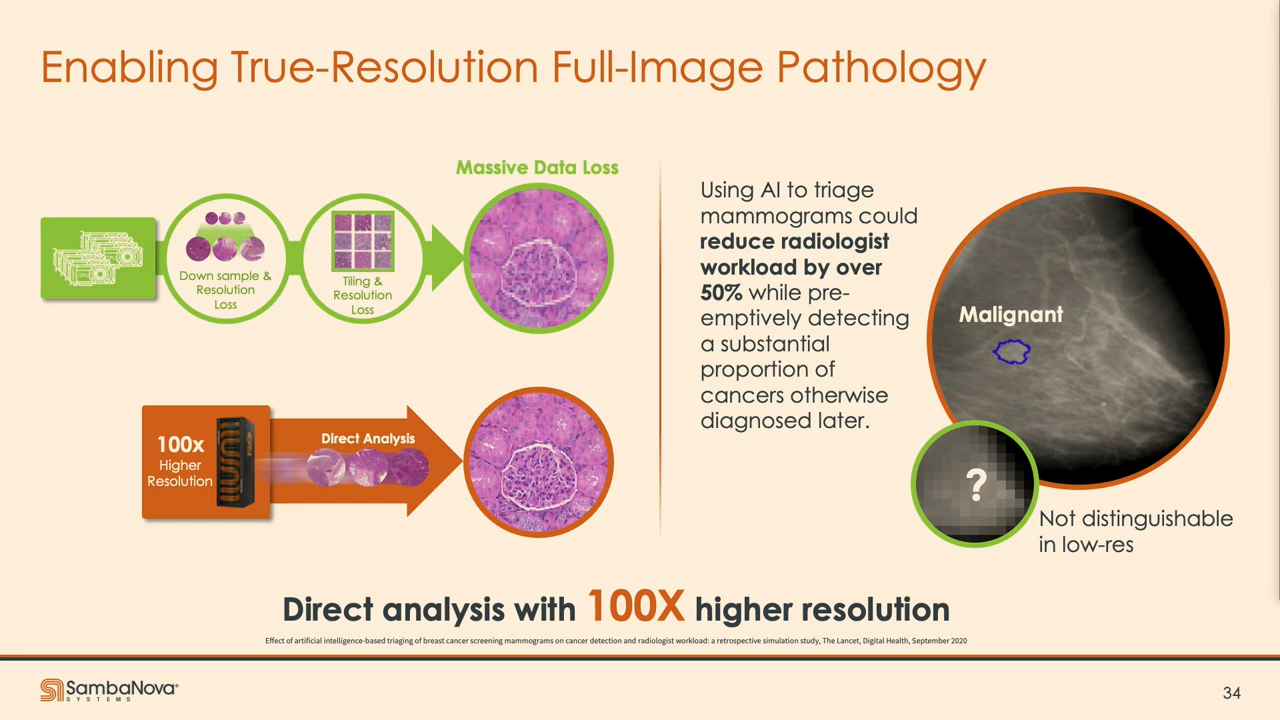 Enabling True-Resolution Full-Image Pathology
Massive Data Loss
Down sample &
Resolution
Loss
Tiling &
Resolution
Loss
100x
Higher
Resolution
Direct Analysis
Using AI to triage
mammograms could
reduce radiologist
workload by over
50% while pre-
emptively detecting
a substantial
proportion of
cancers otherwise
diagnosed later.
Malignant
?
Not distinguishable
in low-res
Direct analysis with 100X higher resolution
Effect of artificial intelligence-based triaging of breast cancer screening mammograms on cancer detection and radiologist workload: a retrospective simulation study, The Lancet, Digital Health, September 2020
SambaNova
SYSTEMS
34